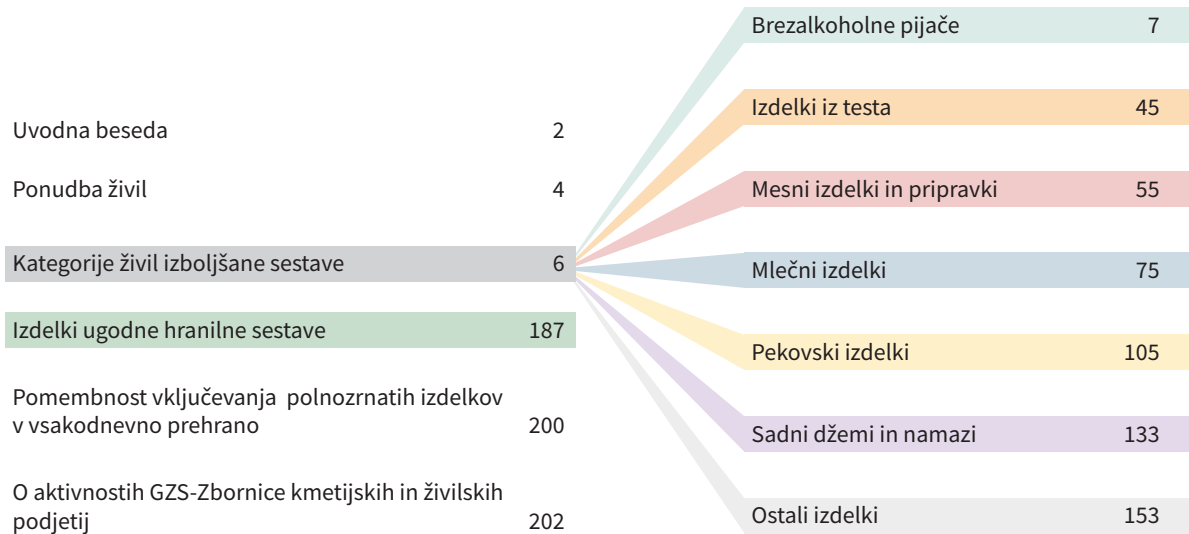 Uvodna beseda 2
Ponudba živil 4
Kategorije živil izboljšane sestave 6
Izdelki ugodne hranilne sestave 187
Pomembnost vključevanja polnozrnatih izdelkov
v vsakodnevno prehrano 200
O aktivnostih GZS-Zbornice kmetijskih in živilskih
podjetij 202
Brezalkoholne pijače 7
Izdelki iz testa 45
Mesni izdelki in pripravki 55
Mlečni izdelki 75
Pekovski izdelki 105
Sadni džemi in namazi 133
Ostali izdelki 153